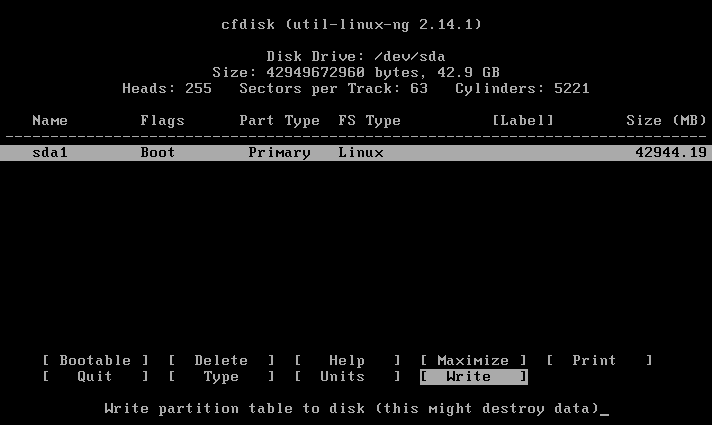 cfdisk (util-linux-ng 2.14.1)
Disk Drive: /dev/sda
Size: 42949672960 bytes, 42.9 GB
Heads: 255   Sectors per Track: 63   Cylinders: 5221
Name        Flags      Part Type  FS Type          [Label]        Size (MB)
------------------------------------------------------------------------------
sda1        Boot        Primary   Linux                            42944.19
[ Bootable ]  [  Delete  ]  [   Help   ]  [ Maximize ]  [  Print   ]
[   Quit   ]  [   Type   ]  [  Units   ]  [  Write   ]
Write partition table to disk (this might destroy data)_